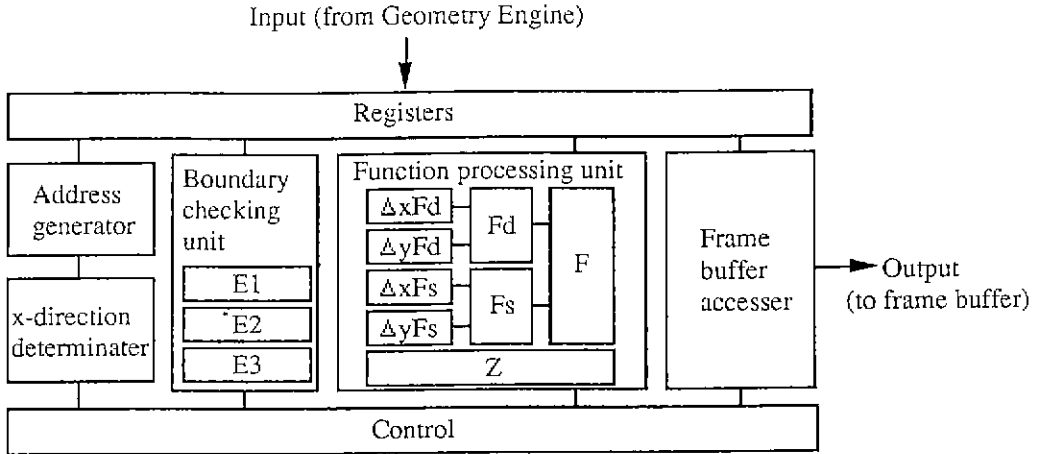 Input (from Geometry Engine)
Registers
Address
generator
x-direction
determinater
Boundary
checking
unit
E1
E2
E3
Function processing unit
ΔxFd
ΔyFd
ΔxFs
ΔyFs
Fd
Fs
F
Z
Frame
buffer
accesser
Output
(to frame buffer)
Control